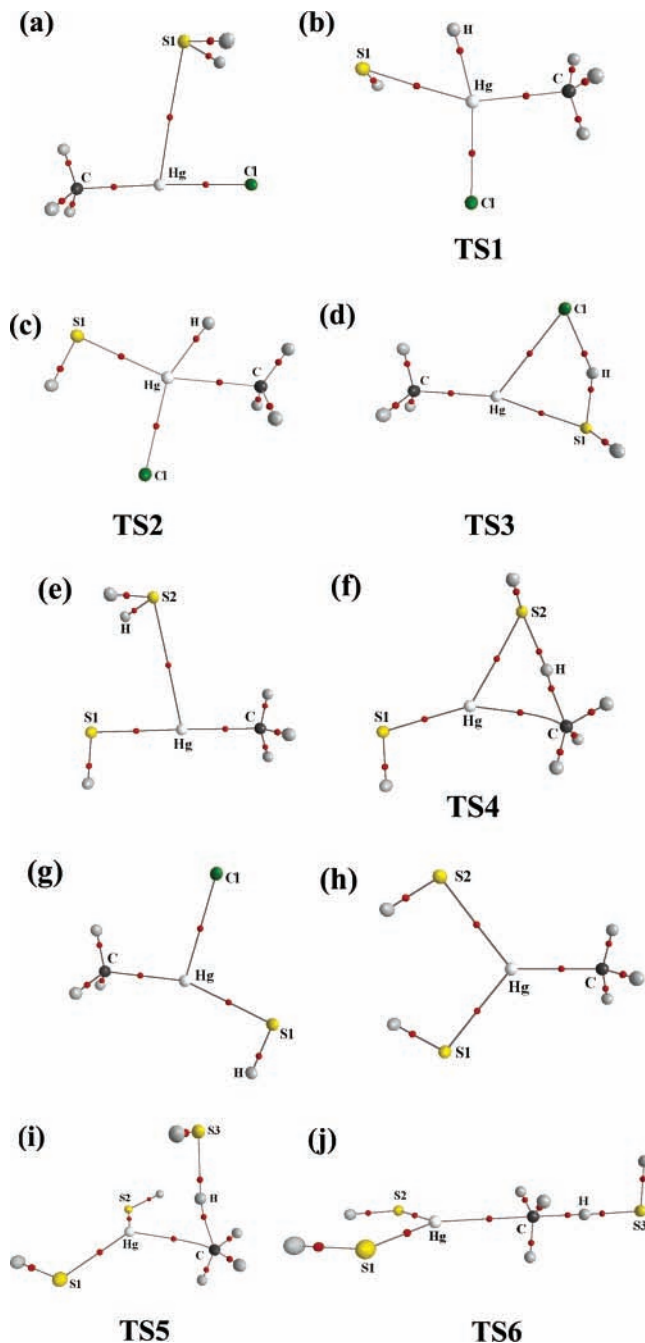 (a)
S1
C
Hg
Cl
(b)
H
S1
Hg
C
Cl
TS1
(c)
S1
H
Hg
C
Cl
TS2
(d)
Cl
C
H
Hg
S1
TS3
(e)
S2
H
S1
C
Hg
(f)
S2
H
S1
Hg
C
TS4
(g)
Cl
C
Hg
S1
H
(h)
S2
Hg
C
S1
(i)
S3
S2
H
Hg
C
S1
TS5
(j)
S2
H
C
Hg
S3
S1
TS6